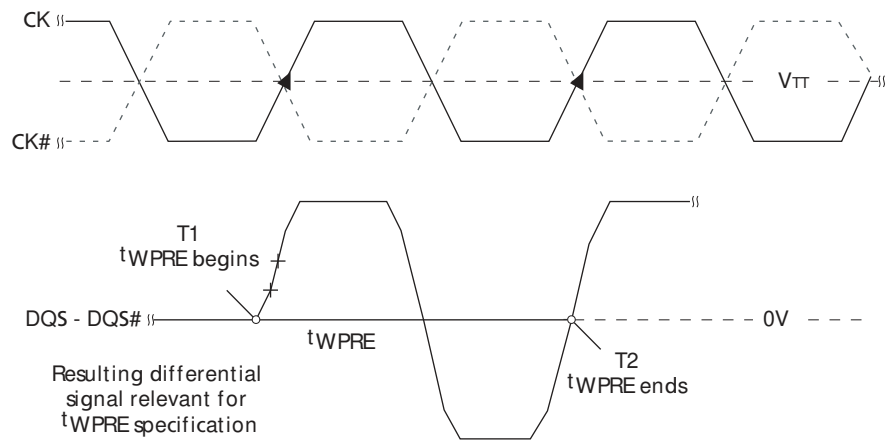 CK
VTT
CK#
T1
tWPRE begins
DQS - DQS#
0V
tWPRE
T2
tWPRE ends
Resulting differential
signal relevant for
tWPRE specification